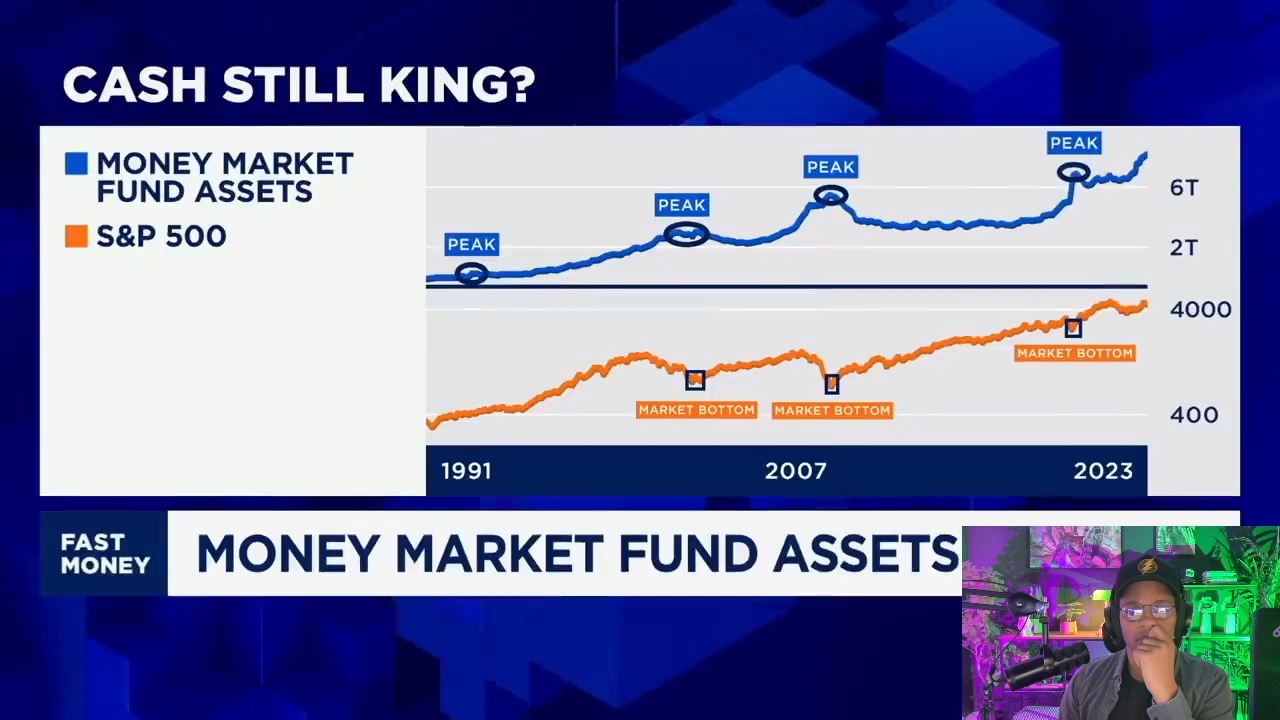 CASH STILL KING?
MONEY MARKET
FUND ASSETS
S&P 500
PEAK
PEAK
PEAK
PEAK
6T
2T
4000
400
MARKET BOTTOM
MARKET BOTTOM
MARKET BOTTOM
1991
2007
2023
FAST
MONEY
MONEY MARKET FUND ASSETS